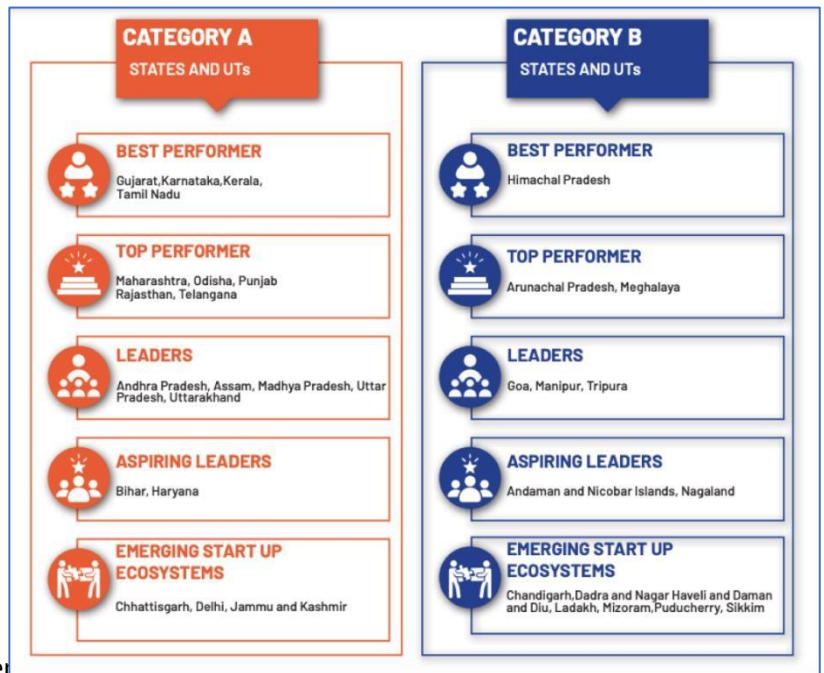 CATEGORY A
STATES AND UTs
BEST PERFORMER
Gujarat,Karnataka,Kerala,
Tamil Nadu
TOP PERFORMER
Maharashtra, Odisha, Punjab
Rajasthan, Telangana
LEADERS
Andhra Pradesh, Assam, Madhya Pradesh, Uttar
Pradesh, Uttarakhand
ASPIRING LEADERS
Bihar, Haryana
EMERGING START UP
ECOSYSTEMS
Chhattisgarh, Delhi, Jammu and Kashmir
CATEGORY B
STATES AND UTs
BEST PERFORMER
Himachal Pradesh
TOP PERFORMER
Arunachal Pradesh, Meghalaya
LEADERS
Goa, Manipur, Tripura
ASPIRING LEADERS
Andaman and Nicobar Islands, Nagaland
EMERGING START UP
ECOSYSTEMS
Chandigarh,Dadra and Nagar Haveli and Daman
and Diu, Ladakh, Mizoram,Puducherry, Sikkim